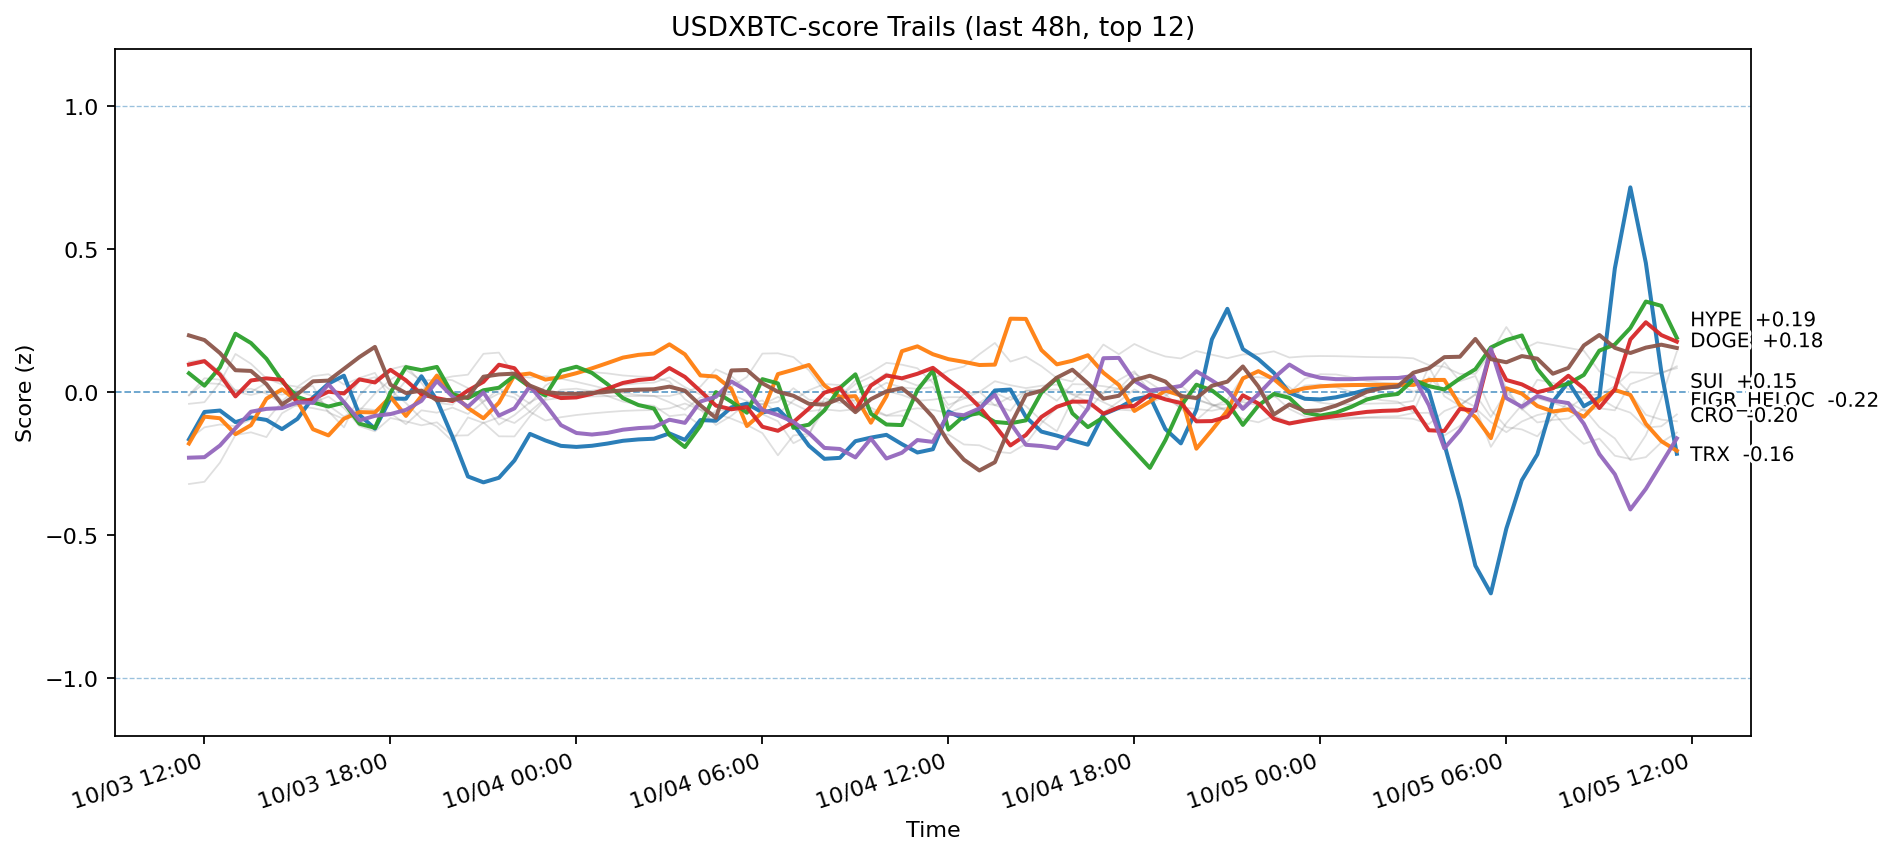 USDXBTC-score Trails (last 48h, top 12)
Score (z)
1.0
0.5
0.0
−0.5
−1.0
HYPE +0.19
DOGE +0.18
SUI +0.15
FIGR_HELOC -0.22
CRO -0.20
TRX -0.16
10/03 12:00
10/03 18:00
10/04 00:00
10/04 06:00
10/04 12:00
10/04 18:00
10/05 00:00
10/05 06:00
10/05 12:00
Time